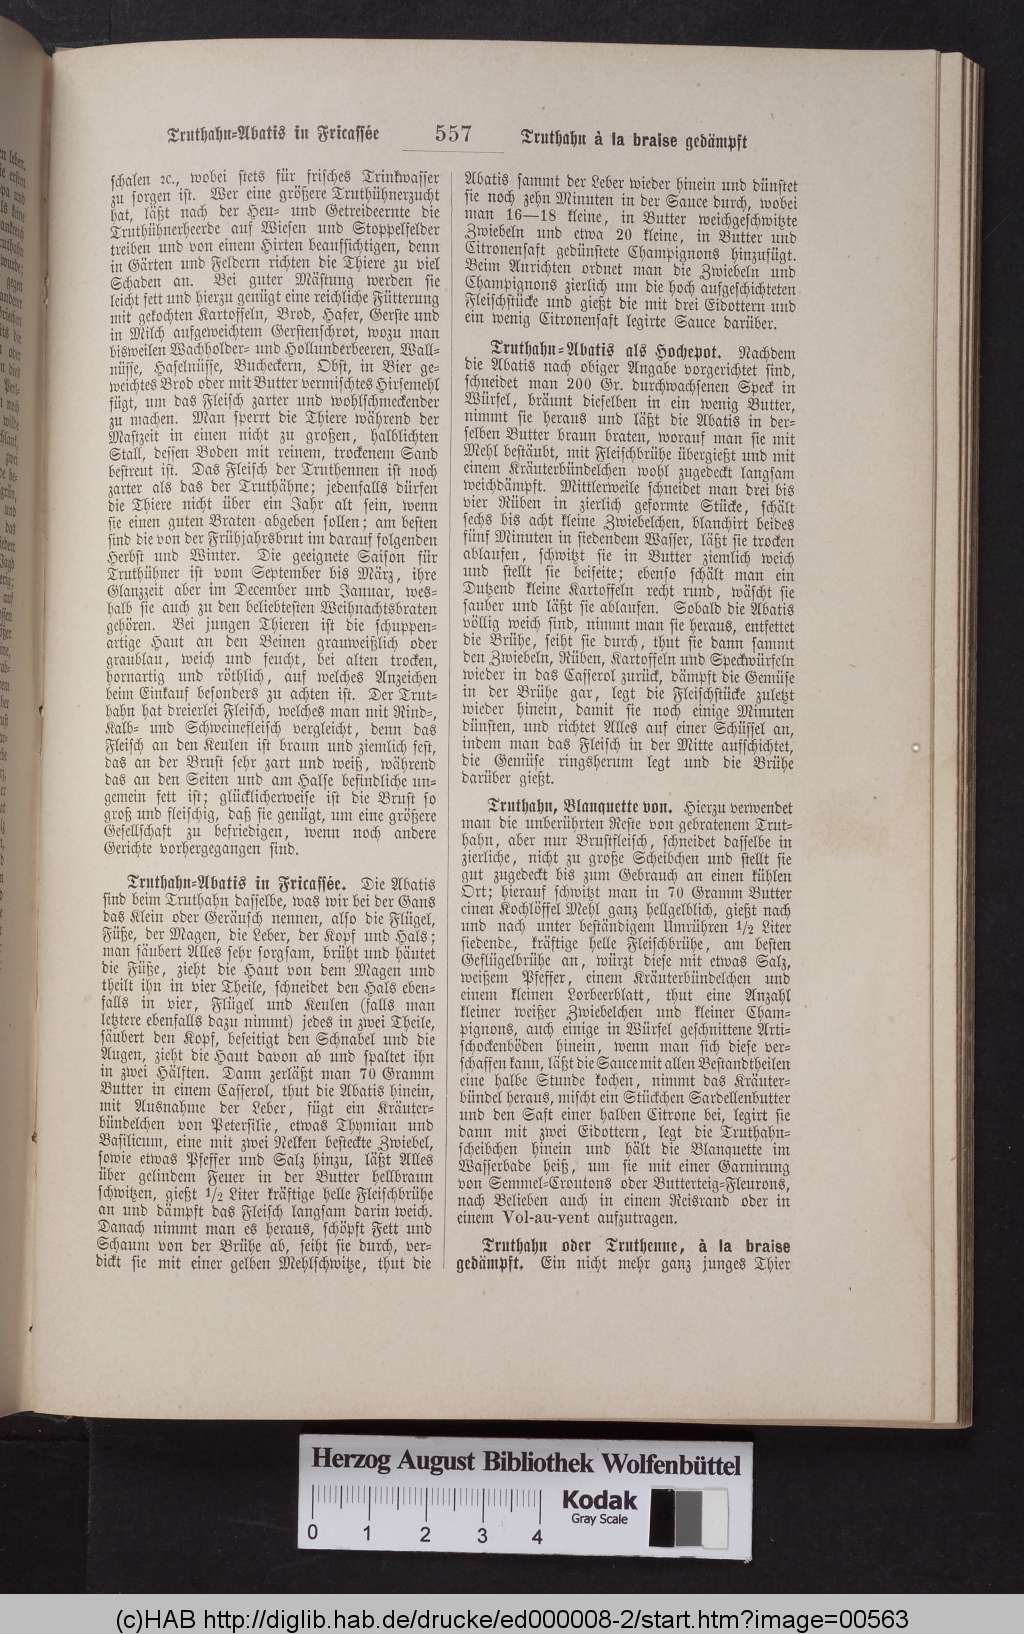 Truthahn-Abatis in Fricassée 557 Truthahn à la braise gedämpft
schalen ꝛc., wobei stets für frisches Trinkwasser
zu sorgen ist. Wer eine größere Truthühnerzucht
hat, läßt nach der Heu- und Getreideernte die
Truthühnerheerde auf Wiesen und Stoppelfelder
treiben und von einem Hirten beaufsichtigen, denn
in Gärten und Feldern richten die Thiere zu viel
Schaden an. Bei guter Mästung werden sie
leicht fett und hierzu genügt eine reichliche Fütterung
mit gekochten Kartoffeln, Brod, Hafer, Gerste und
in Milch aufgeweichtem Gerstenschrot, wozu man
bisweilen Wachholder- und Hollunderbeeren, Wall-
nüsse, Haselnüsse, Bucheckern, Obst, in Bier ge-
weichtes Brod oder mit Butter vermischtes Hirsemehl
fügt, um das Fleisch zarter und wohlschmeckender
zu machen. Man sperrt die Thiere während der
Mastzeit in einen nicht zu großen, halblichten
Stall, dessen Boden mit reinem, trockenem Sand
bestreut ist. Das Fleisch der Truthennen ist noch
zarter als das der Truthähne; jedenfalls dürfen
die Thiere nicht über ein Jahr alt sein, wenn
sie einen guten Braten abgeben sollen; am besten
sind die von der Frühjahrsbrut im darauf folgenden
Herbst und Winter. Die geeignete Saison für
Truthühner ist vom September bis März, ihre
Glanzzeit aber im December und Januar, wes-
halb sie auch zu den beliebtesten Weihnachtsbraten
gehören. Bei jungen Thieren ist die schuppen-
artige Haut an den Beinen grauweißlich oder
graublau, weich und feucht, bei alten trocken,
hornartig und röthlich, auf welches Anzeichen
beim Einkauf besonders zu achten ist. Der Trut-
hahn hat dreierlei Fleisch, welches man mit Rind-,
Kalb- und Schweinefleisch vergleicht, denn das
Fleisch an den Keulen ist braun und ziemlich fest,
das an der Brust sehr zart und weiß, während
das an den Seiten und am Halse befindliche un-
gemein fett ist; glücklicherweise ist die Brust so
groß und fleischig, daß sie genügt, um eine größere
Gesellschaft zu befriedigen, wenn noch andere
Gerichte vorhergegangen sind.
Truthahn-Abatis in Fricassée. Die Abatis
sind beim Truthahn dasselbe, was wir bei der Gans
das Klein oder Geräusch nennen, also die Flügel,
Füße, der Magen, die Leber, der Kopf und Hals;
man säubert Alles sehr sorgsam, brüht und häutet
die Füße, zieht die Haut von dem Magen und
theilt ihn in vier Theile, schneidet den Hals eben-
falls in vier, Flügel und Keulen (falls man
letztere ebenfalls dazu nimmt) jedes in zwei Theile,
säubert den Kopf, beseitigt den Schnabel und die
Augen, zieht die Haut davon ab und spaltet ihn
in zwei Hälften. Dann zerläßt man 70 Gramm
Butter in einem Casserol, thut die Abatis hinein,
mit Ausnahme der Leber, fügt ein Kräuter-
bündelchen von Petersilie, etwas Thymian und
Basilicum, eine mit zwei Nelken besteckte Zwiebel,
sowie etwas Pfeffer und Salz hinzu, läßt Alles
über gelindem Feuer in der Butter hellbraun
schwitzen, gießt 1/2 Liter kräftige helle Fleischbrühe
an und dämpft das Fleisch langsam darin weich.
Danach nimmt man es heraus, schöpft Fett und
Schaum von der Brühe ab, seiht sie durch, ver-
dickt sie mit einer gelben Mehlschwitze, thut die
Abatis sammt der Leber wieder hinein und dünstet
sie noch zehn Minuten in der Sauce durch, wobei
man 16—18 kleine, in Butter weichgeschwitzte
Zwiebeln und etwa 20 kleine, in Butter und
Citronensaft gedünstete Champignons hinzufügt.
Beim Anrichten ordnet man die Zwiebeln und
Champignons zierlich um die hoch aufgeschichteten
Fleischstücke und gießt die mit drei Eidottern und
ein wenig Citronensaft legirte Sauce darüber.
Truthahn-Abatis als Hochepot. Nachdem
die Abatis nach obiger Angabe vorgerichtet sind,
schneidet man 200 Gr. durchwachsenen Speck in
Würfel, bräunt dieselben in ein wenig Butter,
nimmt sie heraus und läßt die Abatis in der-
selben Butter braun braten, worauf man sie mit
Mehl bestäubt, mit Fleischbrühe übergießt und mit
einem Kräuterbündelchen wohl zugedeckt langsam
weichdämpft. Mittlerweile schneidet man drei bis
vier Rüben in zierlich geformte Stücke, schält
sechs bis acht kleine Zwiebelchen, blanchirt beides
fünf Minuten in siedendem Wasser, läßt sie trocken
ablaufen, schwitzt sie in Butter ziemlich weich
und stellt sie beiseite; ebenso schält man ein
Dutzend kleine Kartoffeln recht rund, wäscht sie
sauber und läßt sie ablaufen. Sobald die Abatis
völlig weich sind, nimmt man sie heraus, entfettet
die Brühe, seiht sie durch, thut sie dann sammt
den Zwiebeln, Rüben, Kartoffeln und Speckwürfeln
wieder in das Casserol zurück, dämpft die Gemüse
in der Brühe gar, legt die Fleischstücke zuletzt
wieder hinein, damit sie noch einige Minuten
dünsten, und richtet Alles auf einer Schüssel an,
indem man das Fleisch in der Mitte aufschichtet,
die Gemüse ringsherum legt und die Brühe
darüber gießt.
Truthahn, Blanquette von. Hierzu verwendet
man die unberührten Reste von gebratenem Trut-
hahn, aber nur Brustfleisch, schneidet dasselbe in
zierliche, nicht zu große Scheibchen und stellt sie
gut zugedeckt bis zum Gebrauch an einen kühlen
Ort; hierauf schwitzt man in 70 Gramm Butter
einen Kochlöffel Mehl ganz hellgelblich, gießt nach
und nach unter beständigem Umrühren 1/2 Liter
siedende, kräftige helle Fleischbrühe, am besten
Geflügelbrühe an, würzt diese mit etwas Salz,
weißem Pfeffer, einem Kräuterbündelchen und
einem kleinen Lorbeerblatt, thut eine Anzahl
kleiner weißer Zwiebelchen und kleiner Cham-
pignons, auch einige in Würfel geschnittene Arti-
schockenböden hinein, wenn man sich diese ver-
schaffen kann, läßt die Sauce mit allen Bestandtheilen
eine halbe Stunde kochen, nimmt das Kräuter-
bündel heraus, mischt ein Stückchen Sardellenbutter
und den Saft einer halben Citrone bei, legirt sie
dann mit zwei Eidottern, legt die Truthahn-
scheibchen hinein und hält die Blanquette im
Wasserbade heiß, um sie mit einer Garnirung
von Semmel-Croutons oder Butterteig-Fleurons,
nach Belieben auch in einem Reisrand oder in
einem Vol-au-vent aufzutragen.
Truthahn oder Truthenne, à la braise
gedämpft. Ein nicht mehr ganz junges Thier
Herzog August Bibliothek Wolfenbüttel
Kodak
Gray Scale
0 1 2 3 4
(c)HAB http://diglib.hab.de/drucke/ed000008-2/start.htm?image=00563